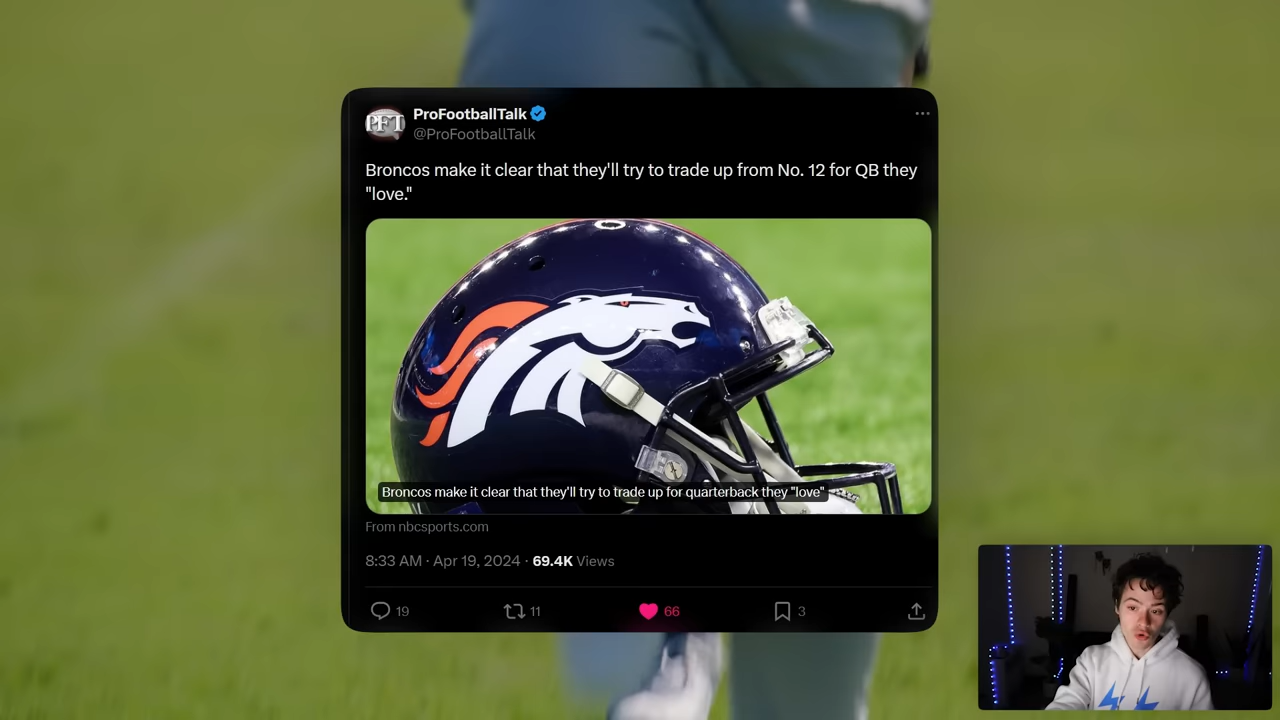 ProFootballTalk
@ProFootballTalk
Broncos make it clear that they'll try to trade up from No. 12 for QB they
"love."
Broncos make it clear that they'll try to trade up for quarterback they "love"
From nbcsports.com
8:33 AM · Apr 19, 2024 · 69.4K Views
19 11 66 3
PFT